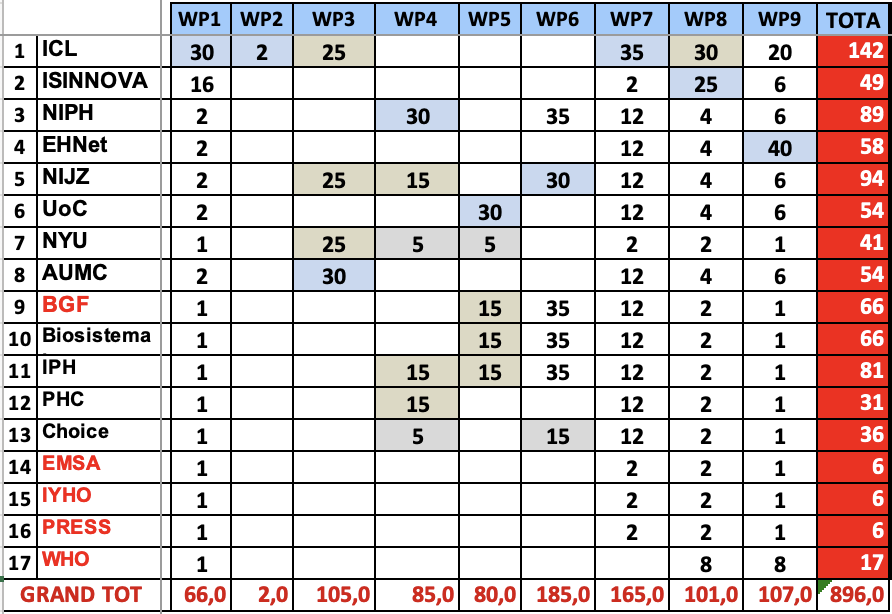 WP1 WP2 WP3 WP4 WP5 WP6 WP7 WP8 WP9 TOTA
1 ICL 30 2 25 35 30 20 142
2 ISINNOVA 16 2 25 6 49
3 NIPH 2 30 35 12 4 6 89
4 EHNet 2 12 4 40 58
5 NIJZ 2 25 15 30 12 4 6 94
6 UoC 2 30 12 4 6 54
7 NYU 1 25 5 5 2 2 1 41
8 AUMC 2 30 12 4 6 54
9 BGF 1 15 35 12 2 1 66
10 Biosistema 1 15 35 12 2 1 66
11 IPH 1 15 15 35 12 2 1 81
12 PHC 1 15 12 2 1 31
13 Choice 1 5 15 12 2 1 36
14 EMSA 1 2 2 1 6
15 IYHO 1 2 2 1 6
16 PRESS 1 2 2 1 6
17 WHO 1 8 8 17
GRAND TOT 66,0 2,0 105,0 85,0 80,0 185,0 165,0 101,0 107,0 896,0